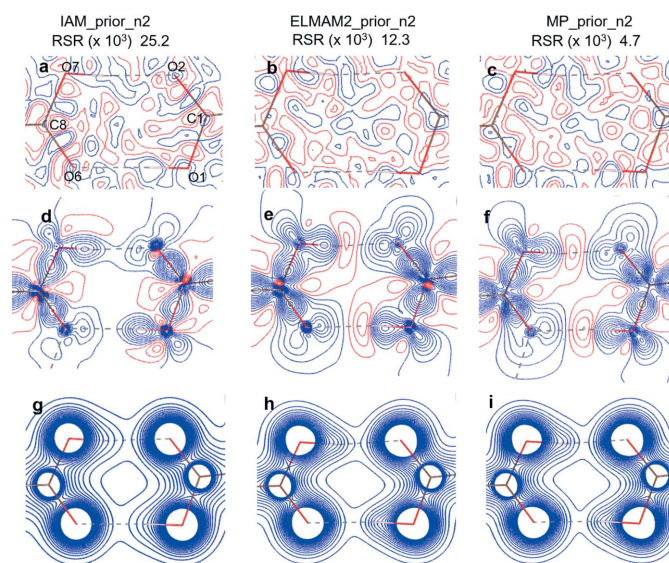 IAM_prior_n2
RSR (x 10³) 25.2
ELMAM2_prior_n2
RSR (x 10³) 12.3
MP_prior_n2
RSR (x 10³) 4.7
a
O7
O2
C8
C1
O6
O1
b
c
d
e
f
g
h
i